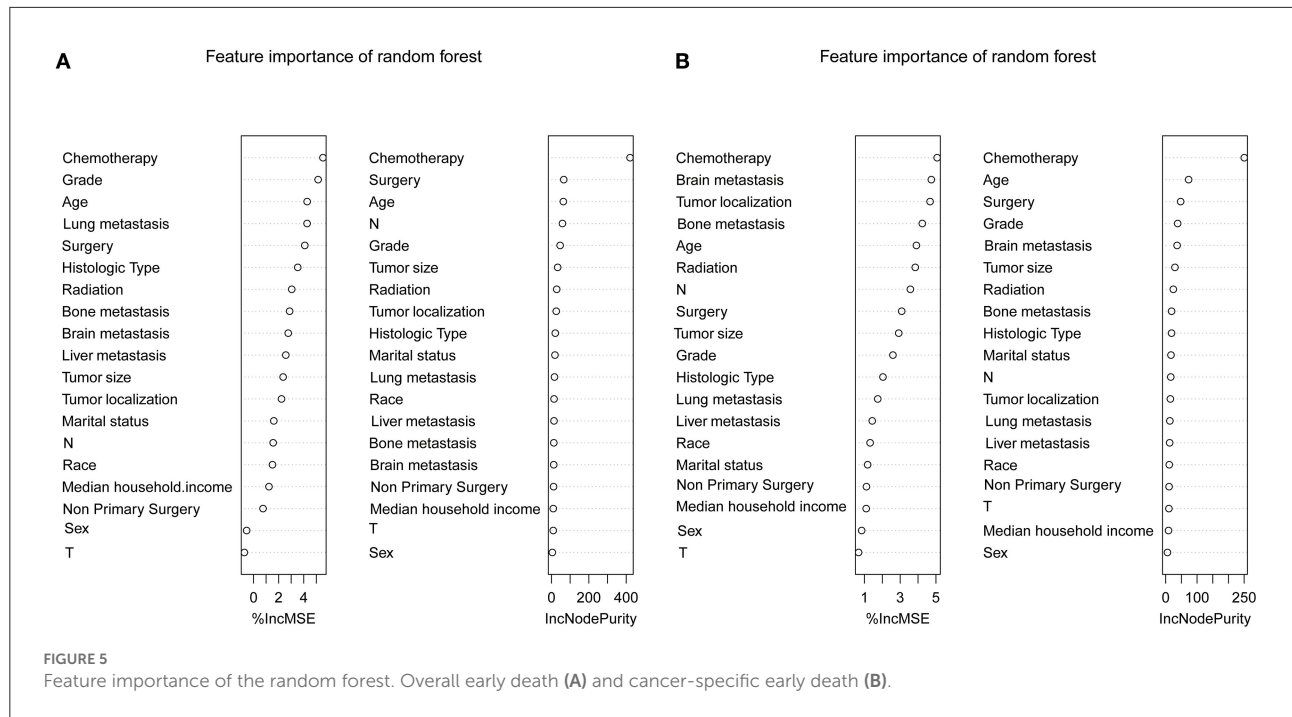 A
Feature importance of random forest
Chemotherapy
Grade
Age
Lung metastasis
Surgery
Histologic Type
Radiation
Bone metastasis
Brain metastasis
Liver metastasis
Tumor size
Tumor localization
Marital status
N
Race
Median household.income
Non Primary Surgery
Sex
T
0 2 4
%IncMSE
Chemotherapy
Surgery
Age
N
Grade
Tumor size
Radiation
Tumor localization
Histologic Type
Marital status
Lung metastasis
Race
Liver metastasis
Bone metastasis
Brain metastasis
Non Primary Surgery
Median household income
T
Sex
0 200 400
IncNodePurity
B
Feature importance of random forest
Chemotherapy
Brain metastasis
Tumor localization
Bone metastasis
Age
Radiation
N
Surgery
Tumor size
Grade
Histologic Type
Lung metastasis
Liver metastasis
Race
Marital status
Non Primary Surgery
Median household income
Sex
T
1 3 5
%IncMSE
Chemotherapy
Age
Surgery
Grade
Brain metastasis
Tumor size
Radiation
Bone metastasis
Histologic Type
Marital status
N
Tumor localization
Lung metastasis
Liver metastasis
Race
Non Primary Surgery
T
Median household income
Sex
0 100 250
IncNodePurity
FIGURE 5
Feature importance of the random forest. Overall early death (A) and cancer-specific early death (B).